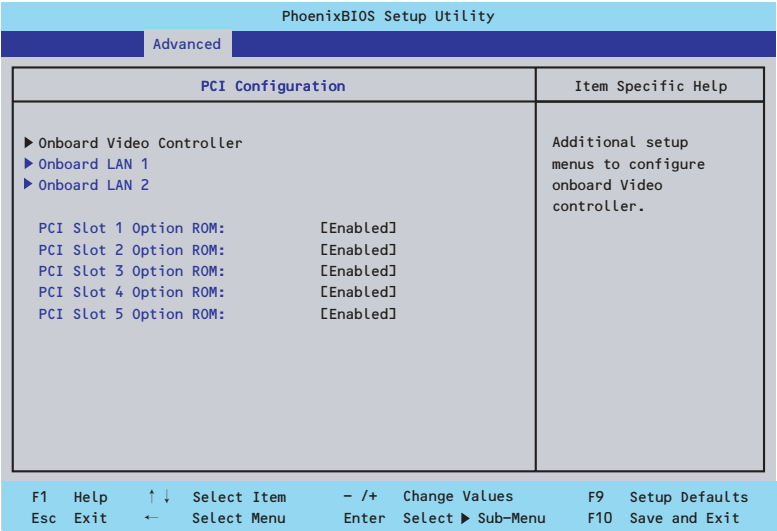 PhoenixBIOS Setup Utility
Advanced
PCI Configuration
Item Specific Help
▶ Onboard Video Controller
▶ Onboard LAN 1
▶ Onboard LAN 2
PCI Slot 1 Option ROM: [Enabled]
PCI Slot 2 Option ROM: [Enabled]
PCI Slot 3 Option ROM: [Enabled]
PCI Slot 4 Option ROM: [Enabled]
PCI Slot 5 Option ROM: [Enabled]
Additional setup
menus to configure
onboard Video
controller.
F1 Help ↑↓ Select Item - /+ Change Values F9 Setup Defaults
Esc Exit ← Select Menu Enter Select ▶ Sub-Menu F10 Save and Exit